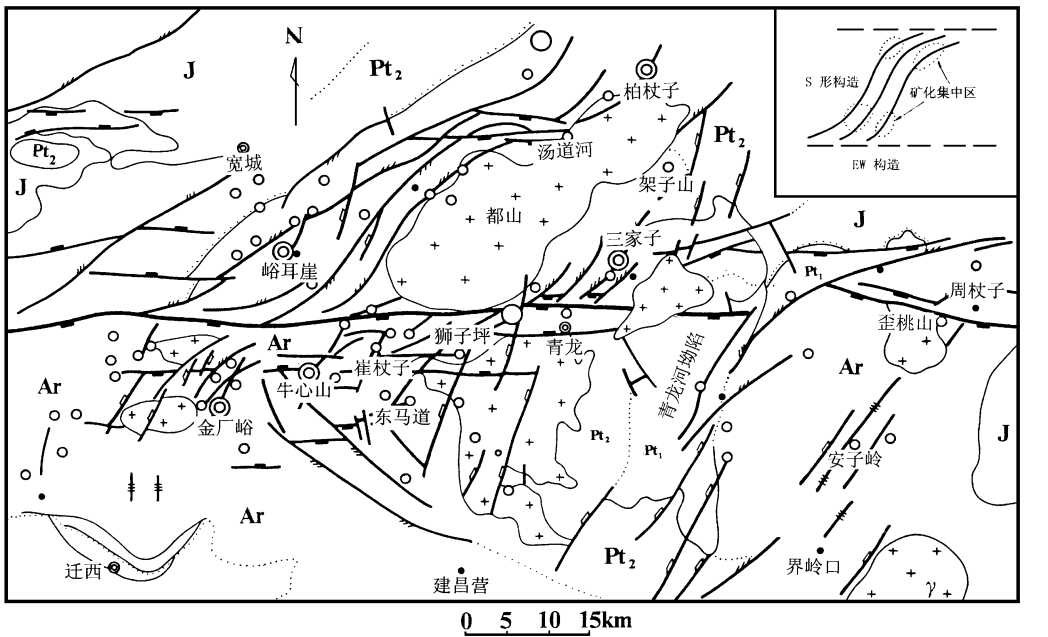 N
J
Pt2
柏杖子
S 形构造
矿化集中区
EW 构造
Pt2
宽城
汤道河
Pt2
J
架子山
都山
三家子
J
峪耳崖
Pt1
周杖子
歪桃山
狮子坪
青龙
Ar
青龙河坳陷
崔杖子
Ar
Ar
牛心山
东马道
金厂峪
Pt2
Pt1
J
安子岭
Ar
Pt2
迁西
建昌营
界岭口
γ
0 5 10 15km